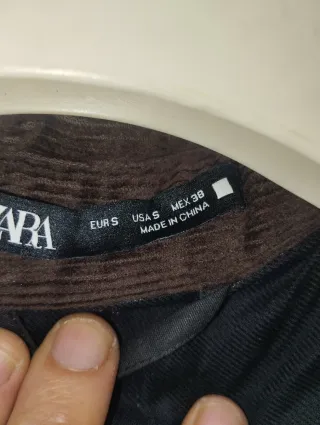 ZARA
EUR S USA S MEX 38
MADE IN CHINA